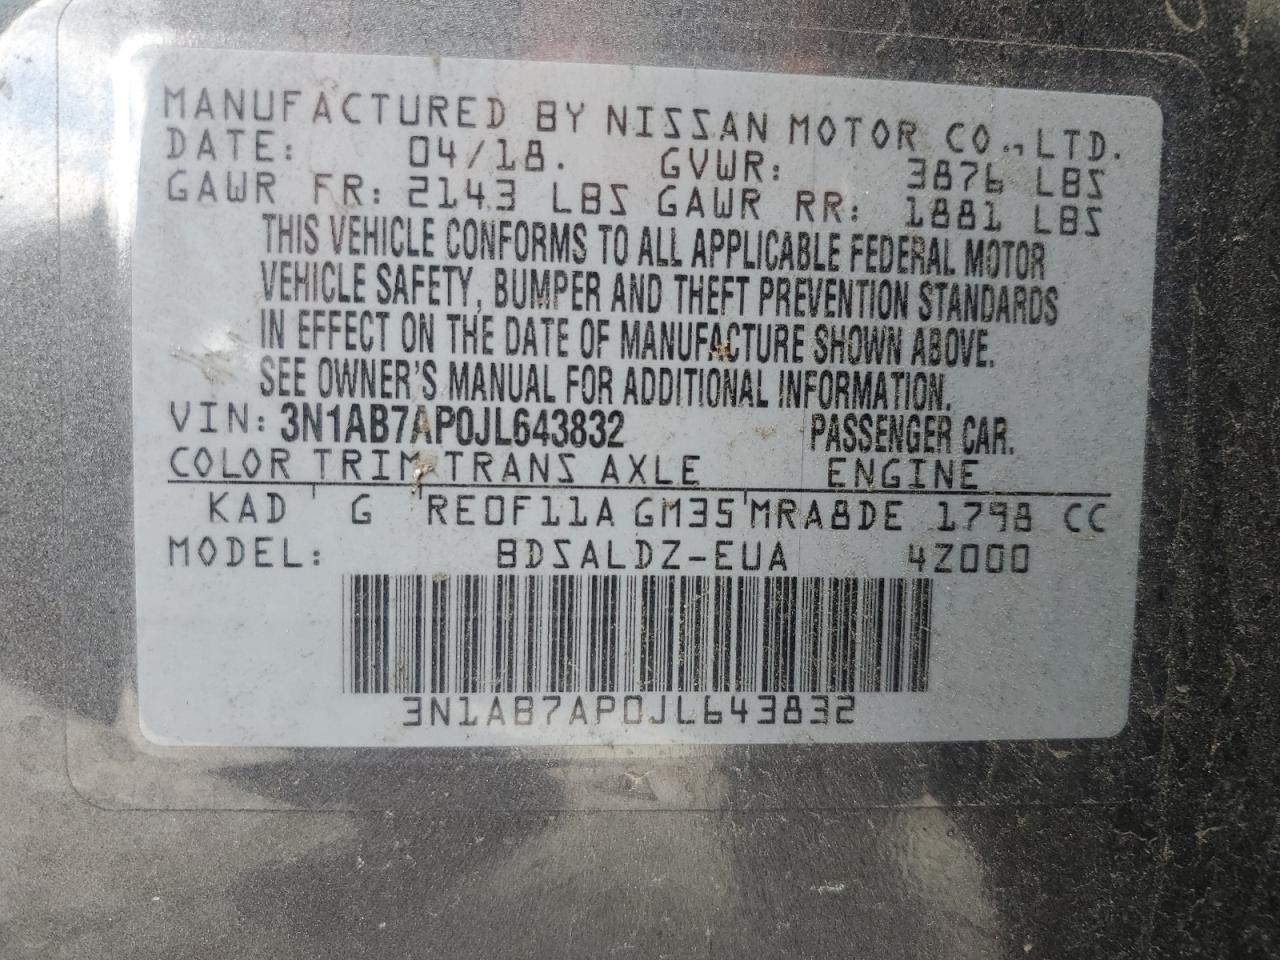 MANUFACTURED BY NISSAN MOTOR CO., LTD.
DATE: 04/18. GVWR: 3876 LBS
GAWR FR: 2143 LBS GAWR RR: 1881 LBS
THIS VEHICLE CONFORMS TO ALL APPLICABLE FEDERAL MOTOR
VEHICLE SAFETY, BUMPER AND THEFT PREVENTION STANDARDS
IN EFFECT ON THE DATE OF MANUFACTURE SHOWN ABOVE.
SEE OWNER'S MANUAL FOR ADDITIONAL INFORMATION.
VIN: 3N1AB7AP0JL643832 PASSENGER CAR.
COLOR TRIM TRANS AXLE ENGINE
KAD G RE0F11A GM35 MRA8DE 1798 CC
MODEL: BDSALDZ-EUA 4Z000
3N1AB7AP0JL643832